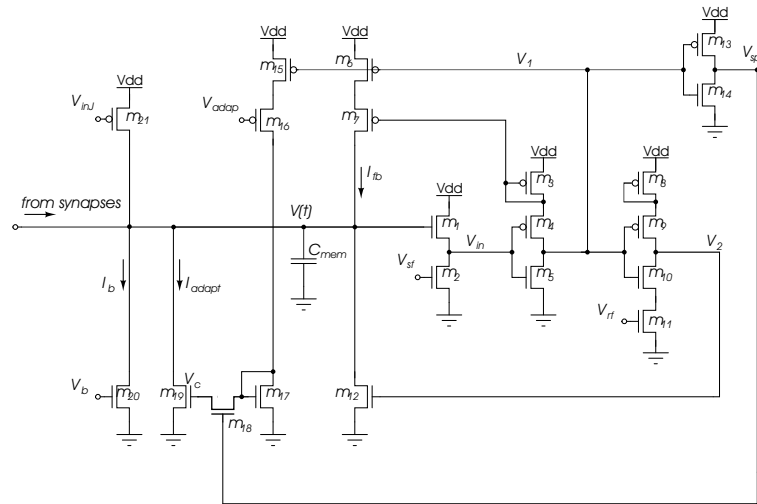 Vdd
Vdd
Vdd
m13
Vsp
m15
m6
V1
m14
Vdd
VinJ
m21
Vadap
m16
m7
Vdd
Vdd
Ifb
m3
m8
Vdd
from synapses
V(t)
m1
m4
m9
Vin
V2
Cmem
Vsf
m2
m5
m10
Ib
Iadapt
Vrf
m11
Vb
m20
m19
Vc
m17
m12
m18